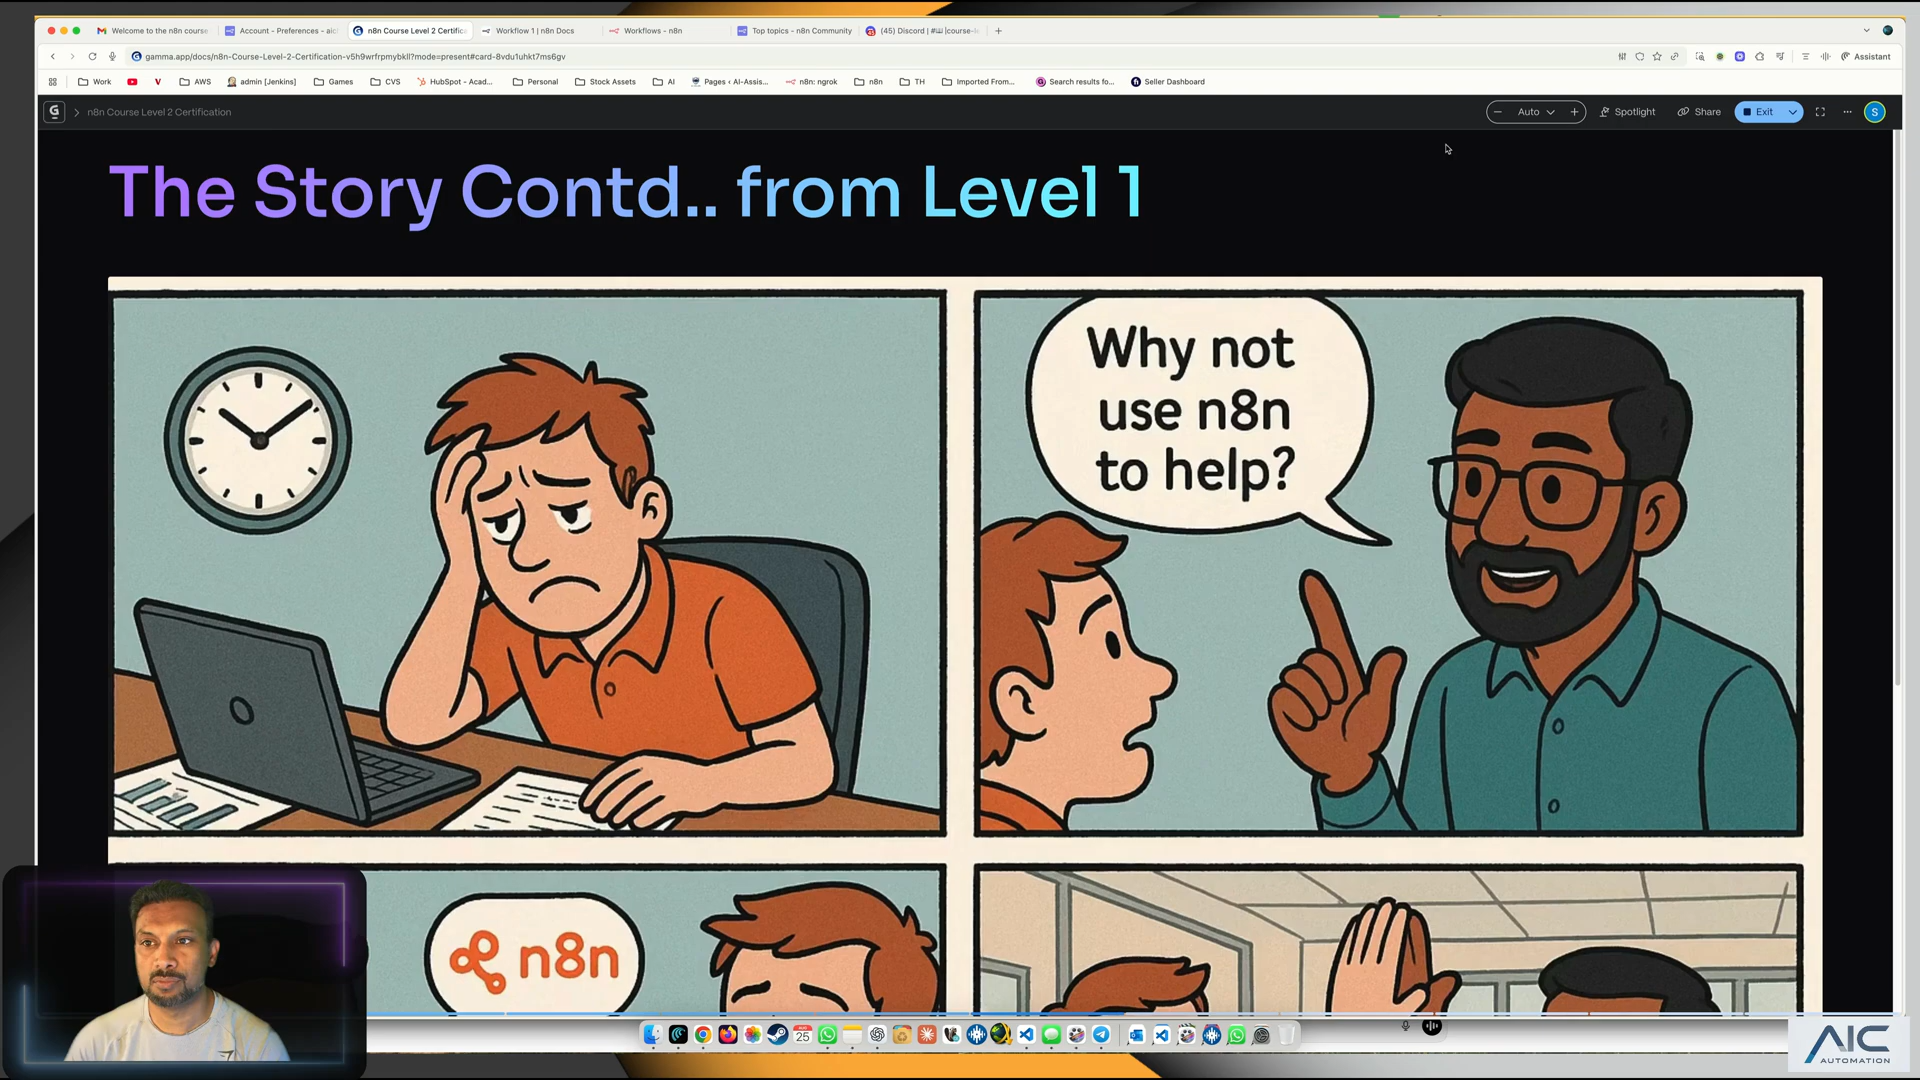 Welcome to the n8n course
Account - Preferences - aic
n8n Course Level 2 Certific
Workflow 1 | n8n Docs
Workflows - n8n
Top topics - n8n Community
gamma.app/docs/n8n-Course-Level-2-Certification-v5h9wrfrpmybkll?mode=present#card-8vdu1uhkt7ms6gv
Assistant
Work
AWS
admin [Jenkins]
Games
CVS
HubSpot - Acad...
Personal
Stock Assets
AI
Pages ‹ AI-Assis...
n8n: ngrok
n8n
TH
Imported From...
Search results fo...
Seller Dashboard
n8n Course Level 2 Certification
Auto
Spotlight
Share
Exit
S
The Story Contd.. from Level 1
Why not
use n8n
to help?
n8n
25
AIC
AUTOMATION